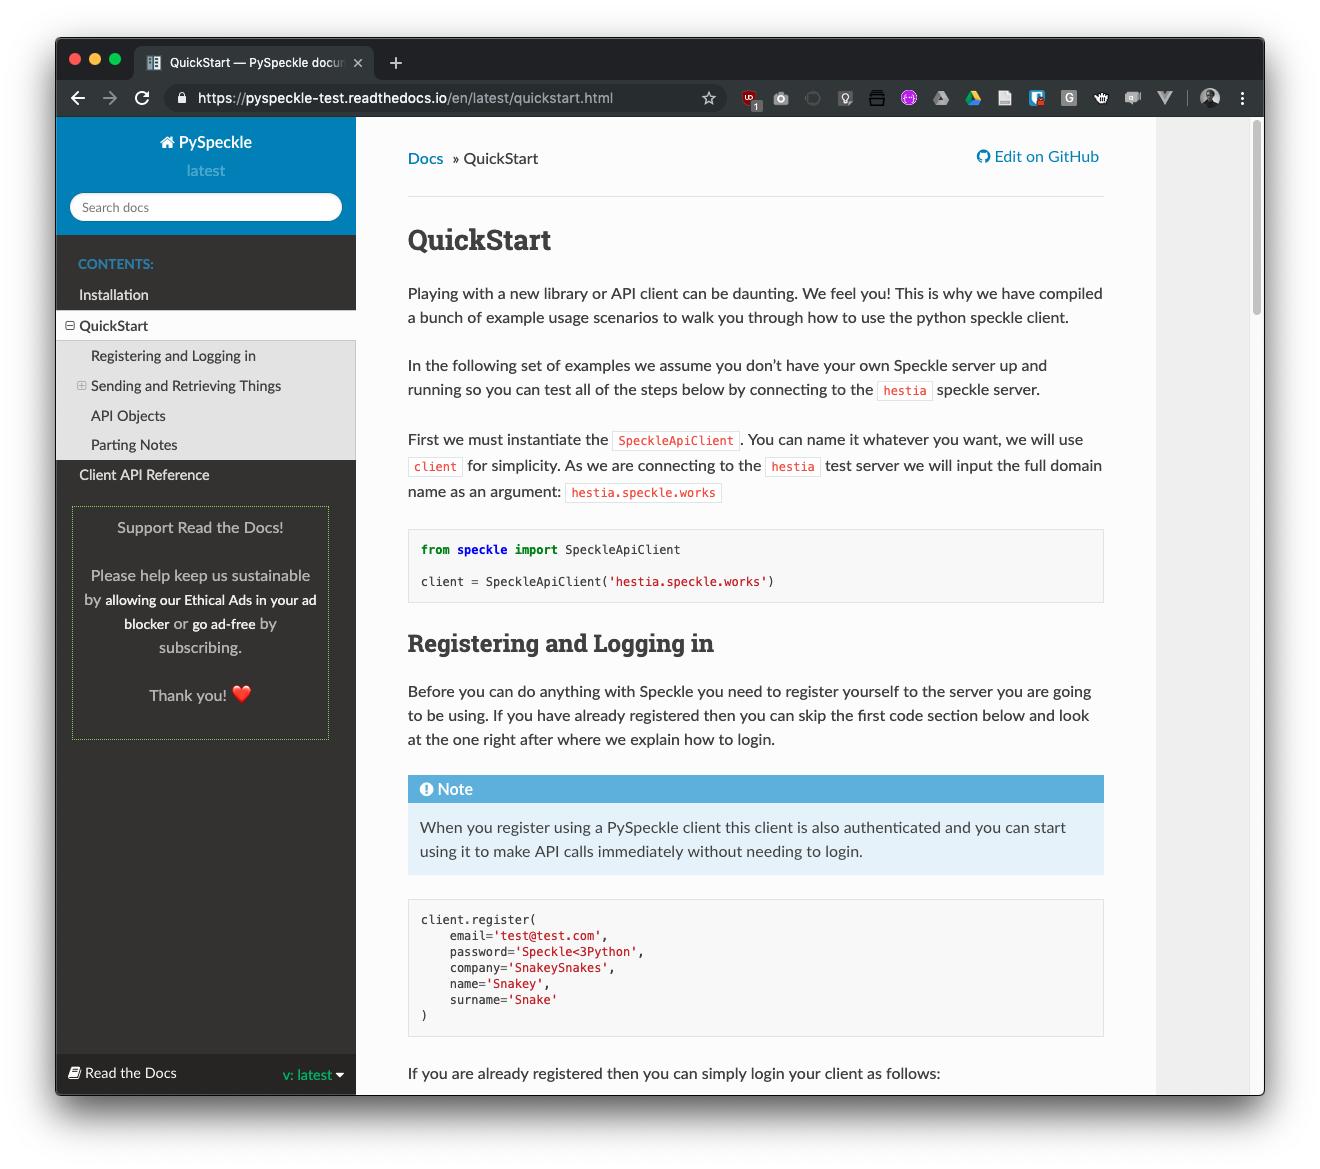 QuickStart — PySpeckle docu
https://pyspeckle-test.readthedocs.io/en/latest/quickstart.html
1
G
PySpeckle
latest
Search docs
CONTENTS:
Installation
QuickStart
Registering and Logging in
Sending and Retrieving Things
API Objects
Parting Notes
Client API Reference
Support Read the Docs!
Please help keep us sustainable
by allowing our Ethical Ads in your ad
blocker or go ad-free by
subscribing.
Thank you! ❤️
Read the Docs
v: latest
Docs » QuickStart
Edit on GitHub
QuickStart
Playing with a new library or API client can be daunting. We feel you! This is why we have compiled
a bunch of example usage scenarios to walk you through how to use the python speckle client.
In the following set of examples we assume you don’t have your own Speckle server up and
running so you can test all of the steps below by connecting to the hestia speckle server.
First we must instantiate the SpeckleApiClient. You can name it whatever you want, we will use
client for simplicity. As we are connecting to the hestia test server we will input the full domain
name as an argument: hestia.speckle.works
from speckle import SpeckleApiClient
client = SpeckleApiClient('hestia.speckle.works')
Registering and Logging in
Before you can do anything with Speckle you need to register yourself to the server you are going
to be using. If you have already registered then you can skip the first code section below and look
at the one right after where we explain how to login.
Note
When you register using a PySpeckle client this client is also authenticated and you can start
using it to make API calls immediately without needing to login.
client.register(
email='test@test.com',
password='Speckle<3Python',
company='SnakeySnakes',
name='Snakey',
surname='Snake'
)
If you are already registered then you can simply login your client as follows: